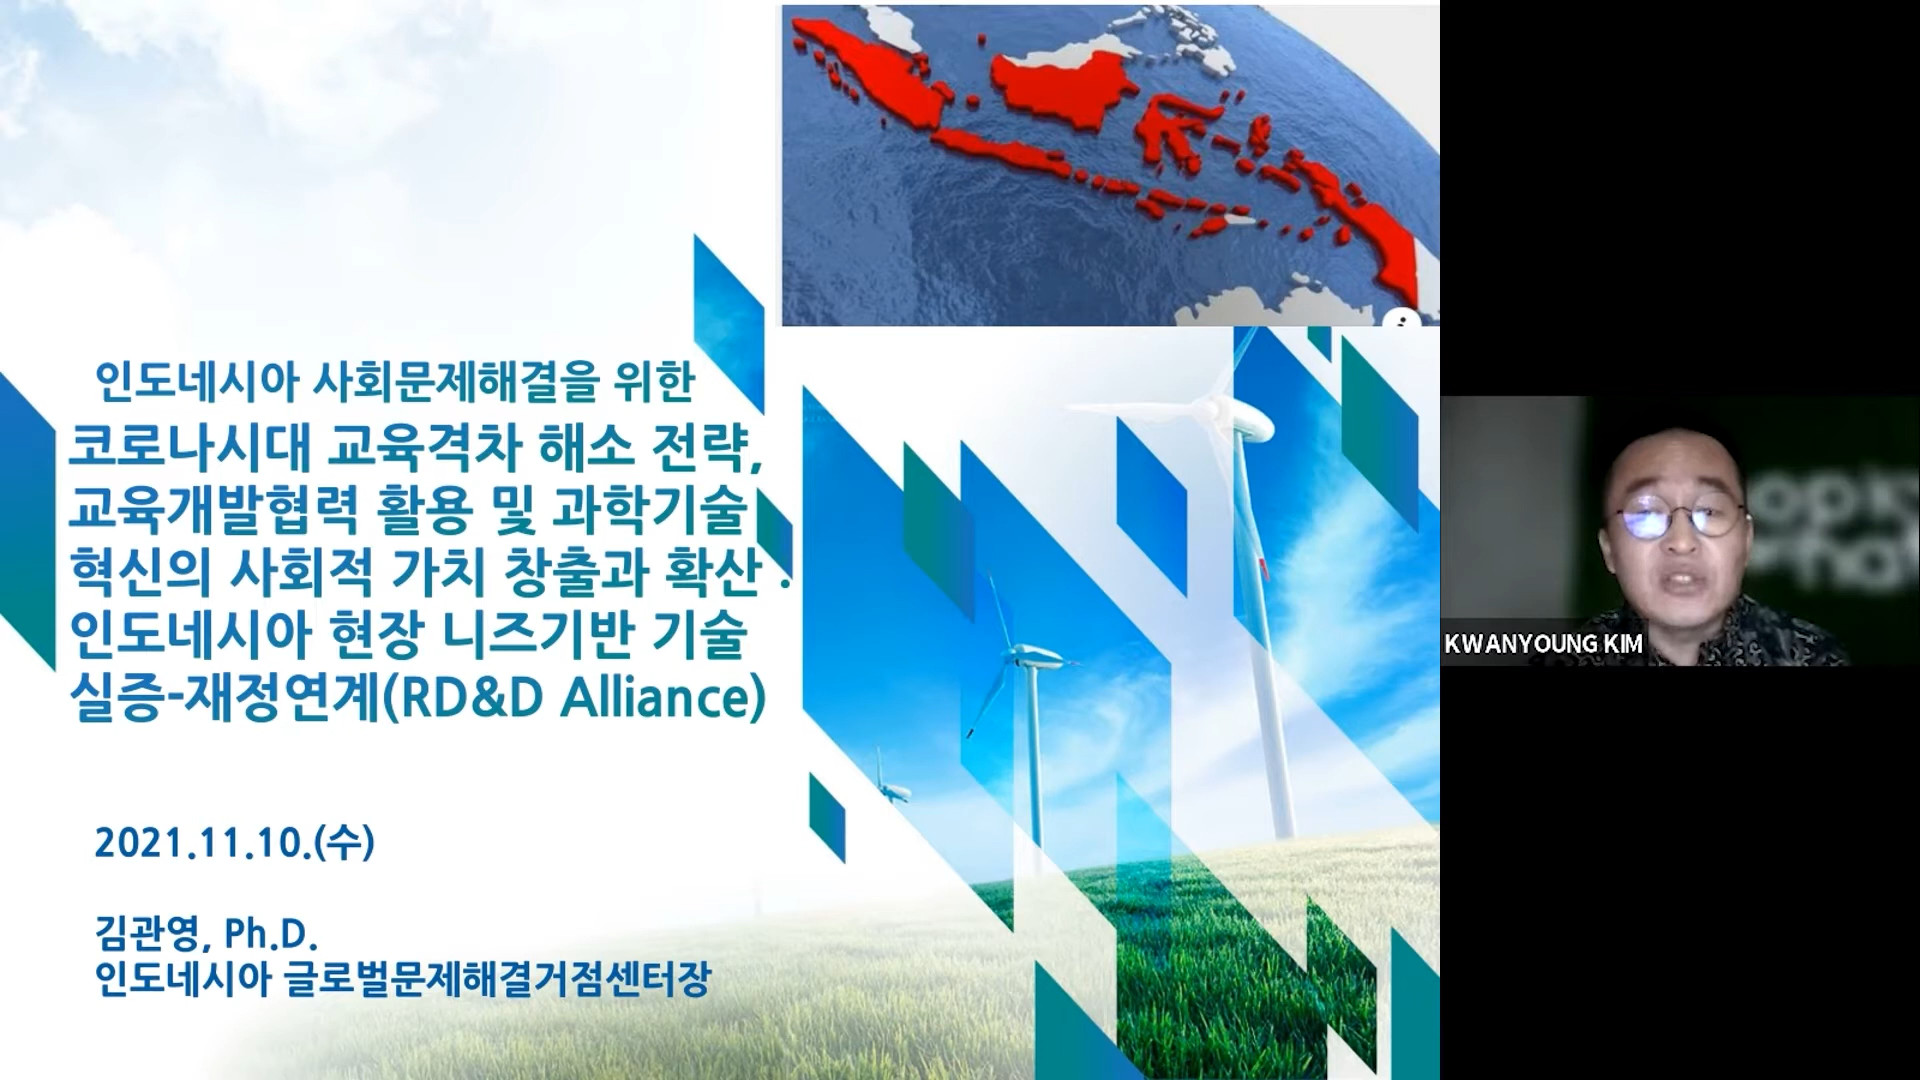 인도네시아 사회문제해결을 위한
코로나시대 교육격차 해소 전략,
교육개발협력 활용 및 과학기술
혁신의 사회적 가치 창출과 확산 :
인도네시아 현장 니즈기반 기술
실증-재정연계(RD&D Alliance)
2021.11.10.(수)
김관영, Ph.D.
인도네시아 글로벌문제해결거점센터장
KWANYOUNG KIM